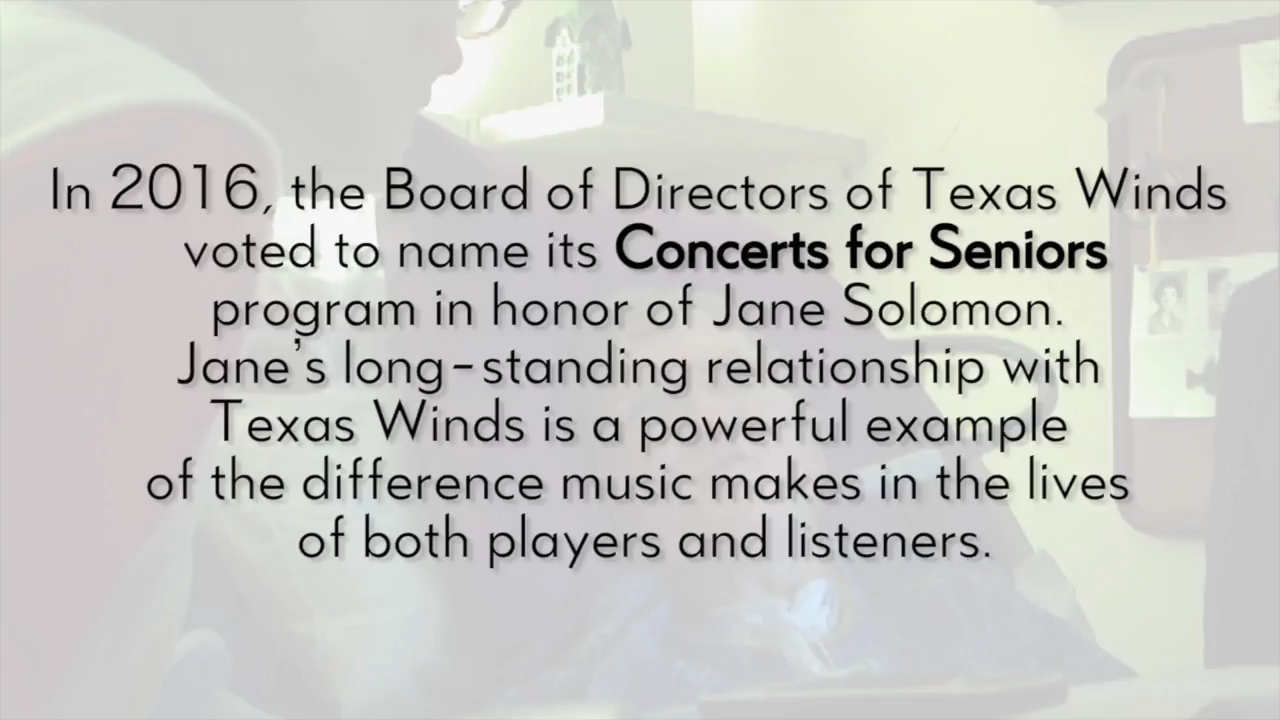 In 2016, the Board of Directors of Texas Winds
voted to name its Concerts for Seniors
program in honor of Jane Solomon.
Jane's long-standing relationship with
Texas Winds is a powerful example
of the difference music makes in the lives
of both players and listeners.